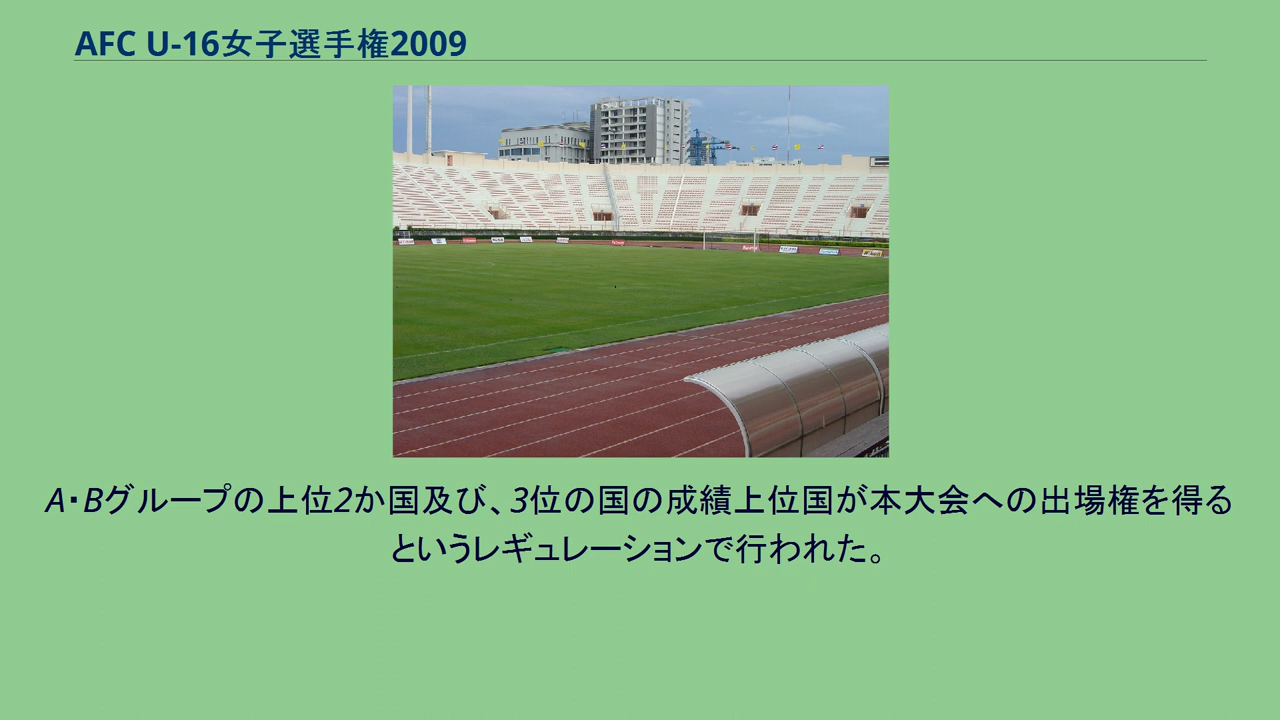 AFC U-16女子選手権2009
A・Bグループの上位2か国及び、3位の国の成績上位国が本大会への出場権を得る
というレギュレーションで行われた。